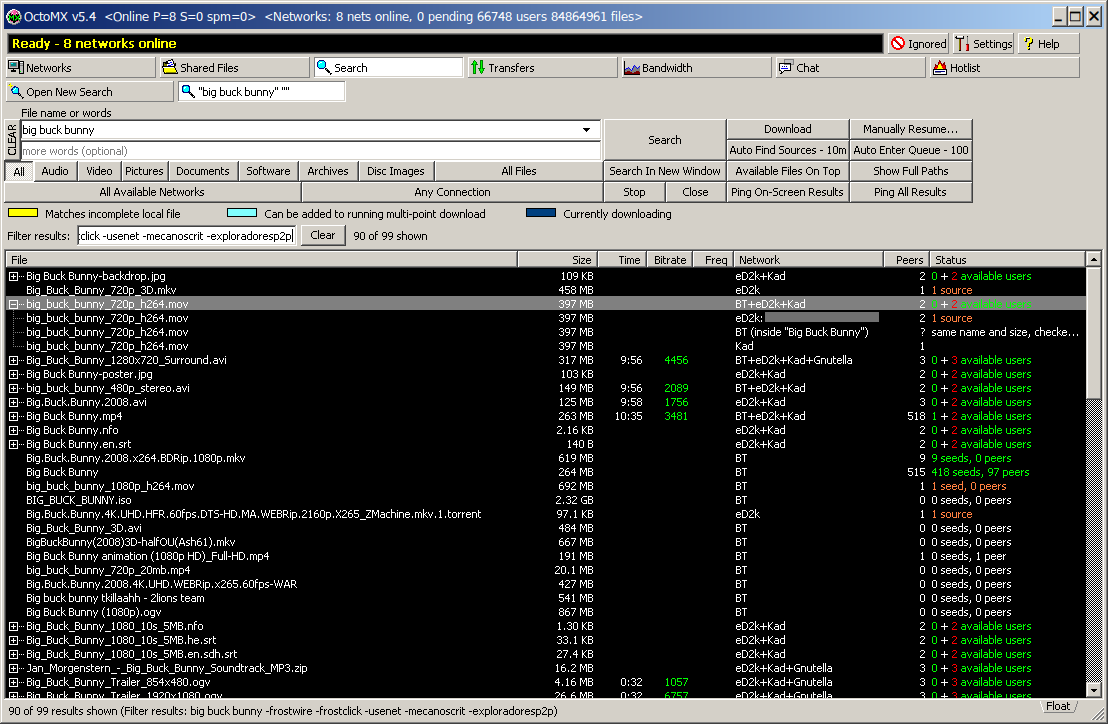 OctoMX v5.4 <Online P=8 S=0 spm=0> <Networks: 8 nets online, 0 pending 66748 users 84864961 files>
Ready - 8 networks online Ignored Settings ? Help
Networks Shared Files Search Transfers Bandwidth Chat Hotlist
Open New Search "big buck bunny" ""
File name or words
CLEAR
big buck bunny
more words (optional)
Search Download Manually Resume...
Auto Find Sources - 10m Auto Enter Queue - 100
All Audio Video Pictures Documents Software Archives Disc Images All Files Search In New Window Available Files On Top Show Full Paths
All Available Networks Any Connection Stop Close Ping On-Screen Results Ping All Results
Matches incomplete local file Can be added to running multi-point download Currently downloading
Filter results: click -usenet -mecanoscrit -exploradoresp2p Clear 90 of 99 shown
File Size Time Bitrate Freq Network Peers Status
Big Buck Bunny-backdrop.jpg 109 KB eD2k+Kad 2 0 + 2 available users
Big_Buck_Bunny_720p_3D.mkv 458 MB eD2k 1 1 source
big_buck_bunny_720p_h264.mov 397 MB BT+eD2k+Kad 2 0 + 2 available users
big_buck_bunny_720p_h264.mov 397 MB eD2k: 2 1 source
big_buck_bunny_720p_h264.mov 397 MB BT (inside "Big Buck Bunny") ? same name and size, checke...
big_buck_bunny_720p_h264.mov 397 MB Kad 1
Big_Buck_Bunny_1280x720_Surround.avi 317 MB 9:56 4456 BT+eD2k+Kad+Gnutella 3 0 + 3 available users
Big Buck Bunny-poster.jpg 103 KB eD2k+Kad 2 0 + 2 available users
big_buck_bunny_480p_stereo.avi 149 MB 9:56 2089 BT+eD2k+Kad 2 0 + 2 available users
Big.Buck.Bunny.2008.avi 125 MB 9:58 1756 eD2k+Kad 3 0 + 2 available users
Big Buck Bunny.mp4 263 MB 10:35 3481 BT+eD2k+Kad 518 1 + 2 available users
Big Buck Bunny.nfo 2.16 KB eD2k+Kad 2 0 + 2 available users
Big Buck Bunny.en.srt 140 B eD2k+Kad 2 0 + 2 available users
Big.Buck.Bunny.2008.x264.BDRip.1080p.mkv 619 MB BT 9 9 seeds, 0 peers
Big Buck Bunny 264 MB BT 515 418 seeds, 97 peers
big_buck_bunny_1080p_h264.mov 692 MB BT 1 1 seed, 0 peers
BIG_BUCK_BUNNY.iso 2.32 GB BT 0 0 seeds, 0 peers
Big.Buck.Bunny.4K.UHD.HFR.60fps.DTS-HD.MA.WEBRip.2160p.X265_ZMachine.mkv.1.torrent 97.1 KB eD2k 1 1 source
Big_Buck_Bunny_3D.avi 484 MB BT 0 0 seeds, 0 peers
BigBuckBunny(2008)3D-halfOU(Ash61).mkv 667 MB BT 0 0 seeds, 0 peers
Big Buck Bunny animation (1080p HD)_Full-HD.mp4 191 MB BT 1 0 seeds, 1 peer
big_buck_bunny_720p_20mb.mp4 20.1 MB BT 0 0 seeds, 0 peers
Big.Buck.Bunny.2008.4K.UHD.WEBRip.x265.60fps-WAR 427 MB BT 0 0 seeds, 0 peers
Big buck bunny tkillaahh - 2lions team 541 MB BT 0 0 seeds, 0 peers
Big Buck Bunny (1080p).ogv 867 MB BT 0 0 seeds, 0 peers
Big_Buck_Bunny_1080_10s_5MB.nfo 1.30 KB eD2k+Kad 2 0 + 2 available users
Big_Buck_Bunny_1080_10s_5MB.he.srt 33.1 KB eD2k+Kad 2 0 + 2 available users
Big_Buck_Bunny_1080_10s_5MB.en.sdh.srt 27.4 KB eD2k+Kad 2 0 + 2 available users
Jan_Morgenstern_-_Big_Buck_Bunny_Soundtrack_MP3.zip 16.2 MB eD2k+Kad+Gnutella 3 0 + 3 available users
Big_Buck_Bunny_Trailer_854x480.ogv 4.16 MB 0:32 1057 eD2k+Kad+Gnutella 3 0 + 3 available users
Big_Buck_Bunny_Trailer_1920x1080.ogv 26.6 MB 0:32 6757 eD2k+Kad+Gnutella 3 0 + 3 available users
90 of 99 results shown (Filter results: big buck bunny -frostwire -frostclick -usenet -mecanoscrit -exploradoresp2p) Float